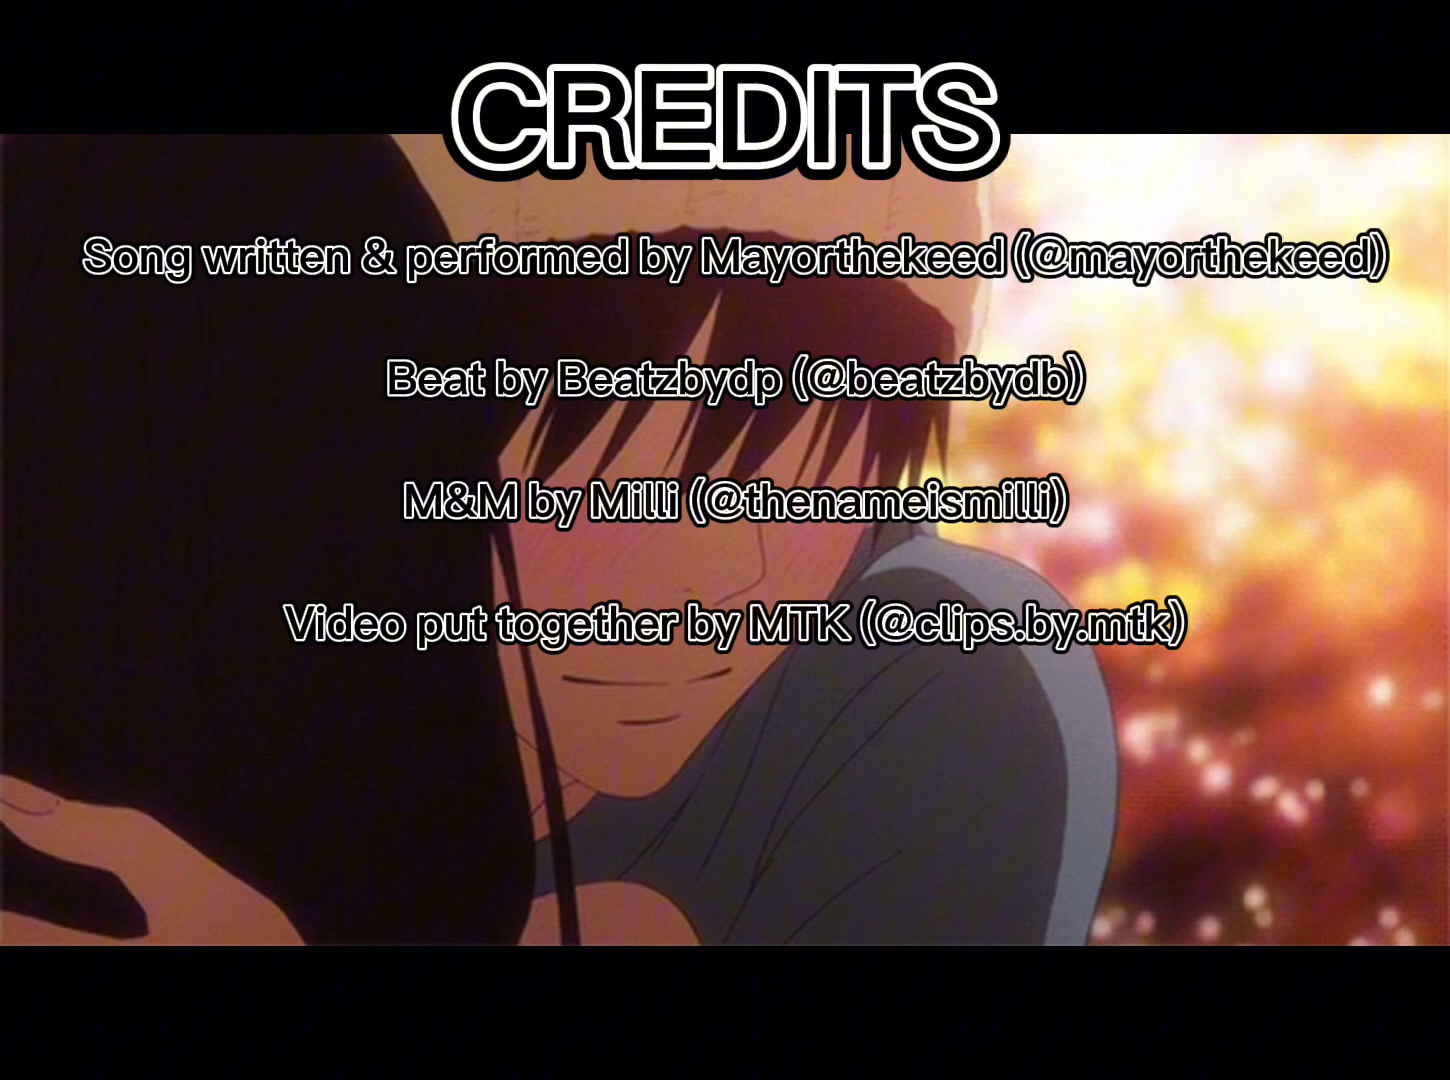 CREDITS
Song written & performed by Mayorthekeed (@mayorthekeed)
Beat by Beatzbydp (@beatzbydb)
M&M by Milli (@thenameismilli)
Video put together by MTK (@clips.by.mtk)